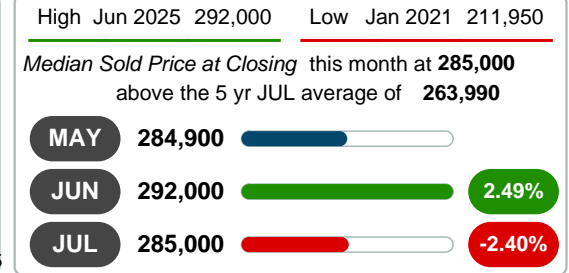 High Jun 2025 292,000 Low Jan 2021 211,950
Median Sold Price at Closing this month at 285,000
above the 5 yr JUL average of 263,990
MAY 284,900
JUN 292,000 2.49%
JUL 285,000 -2.40%